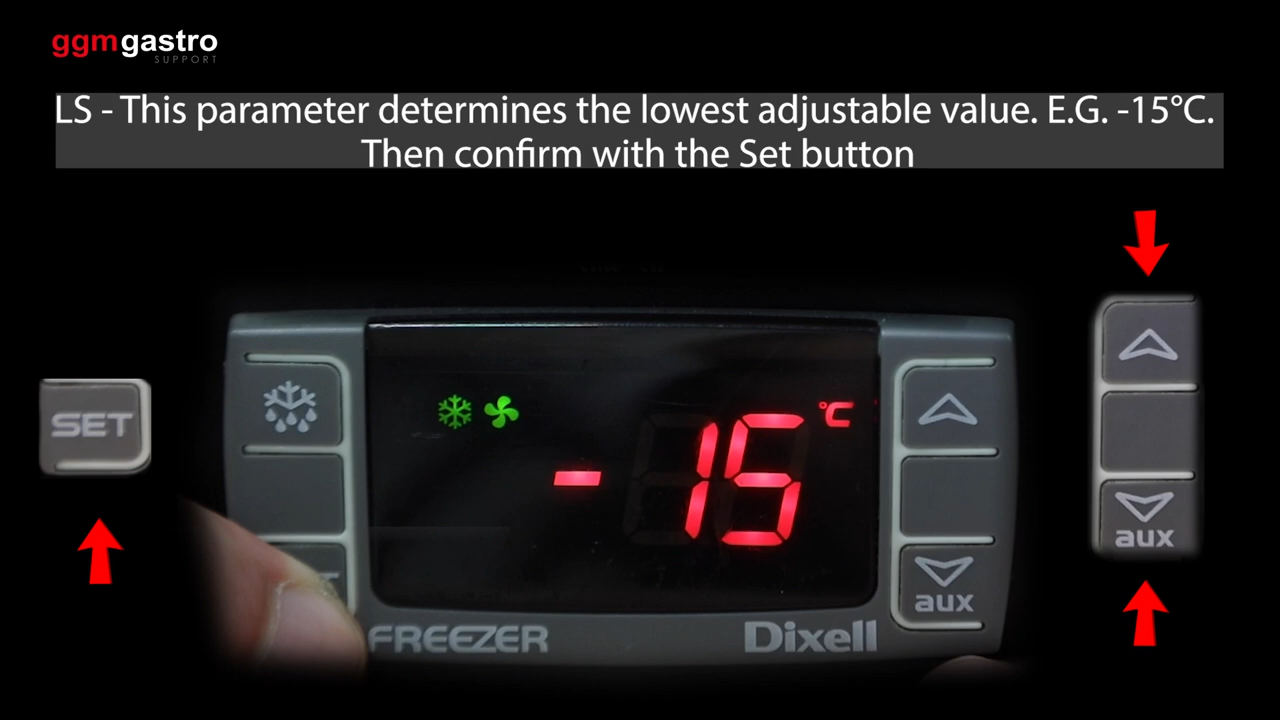 ggmgastro
SUPPORT
LS - This parameter determines the lowest adjustable value. E.G. -15°C.
Then confirm with the Set button
SET
-15 °C
aux
aux
FREEZER
Dixell